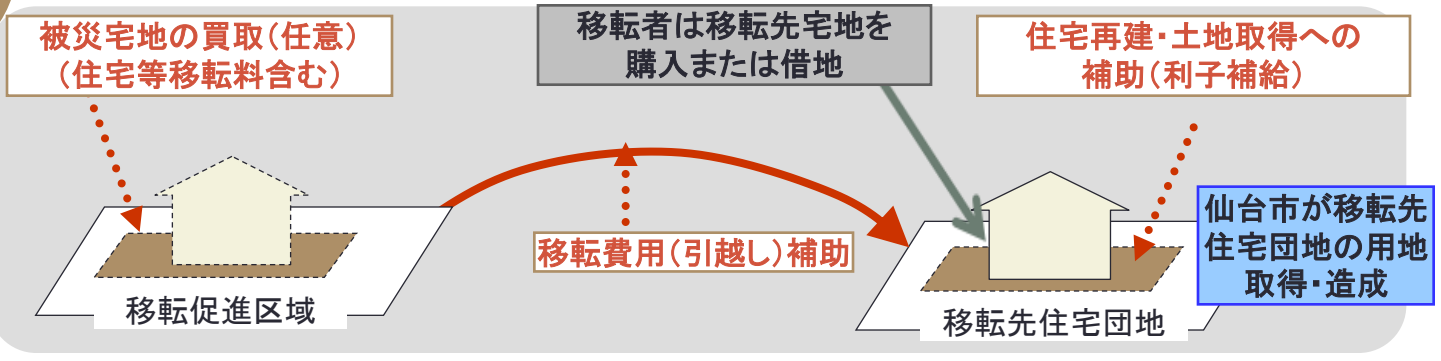 被災宅地の買取(任意)
(住宅等移転料含む)
移転者は移転先宅地を
購入または借地
住宅再建・土地取得への
補助(利子補給)
移転費用(引越し)補助
仙台市が移転先
住宅団地の用地
取得・造成
移転促進区域
移転先住宅団地